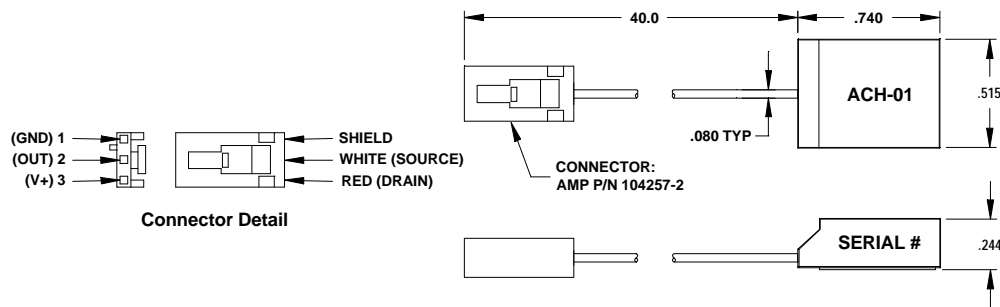 40.0
.740
ACH-01
.515
.080 TYP
CONNECTOR:
AMP P/N 104257-2
(GND) 1
(OUT) 2
(V+) 3
SHIELD
WHITE (SOURCE)
RED (DRAIN)
Connector Detail
SERIAL #
.244